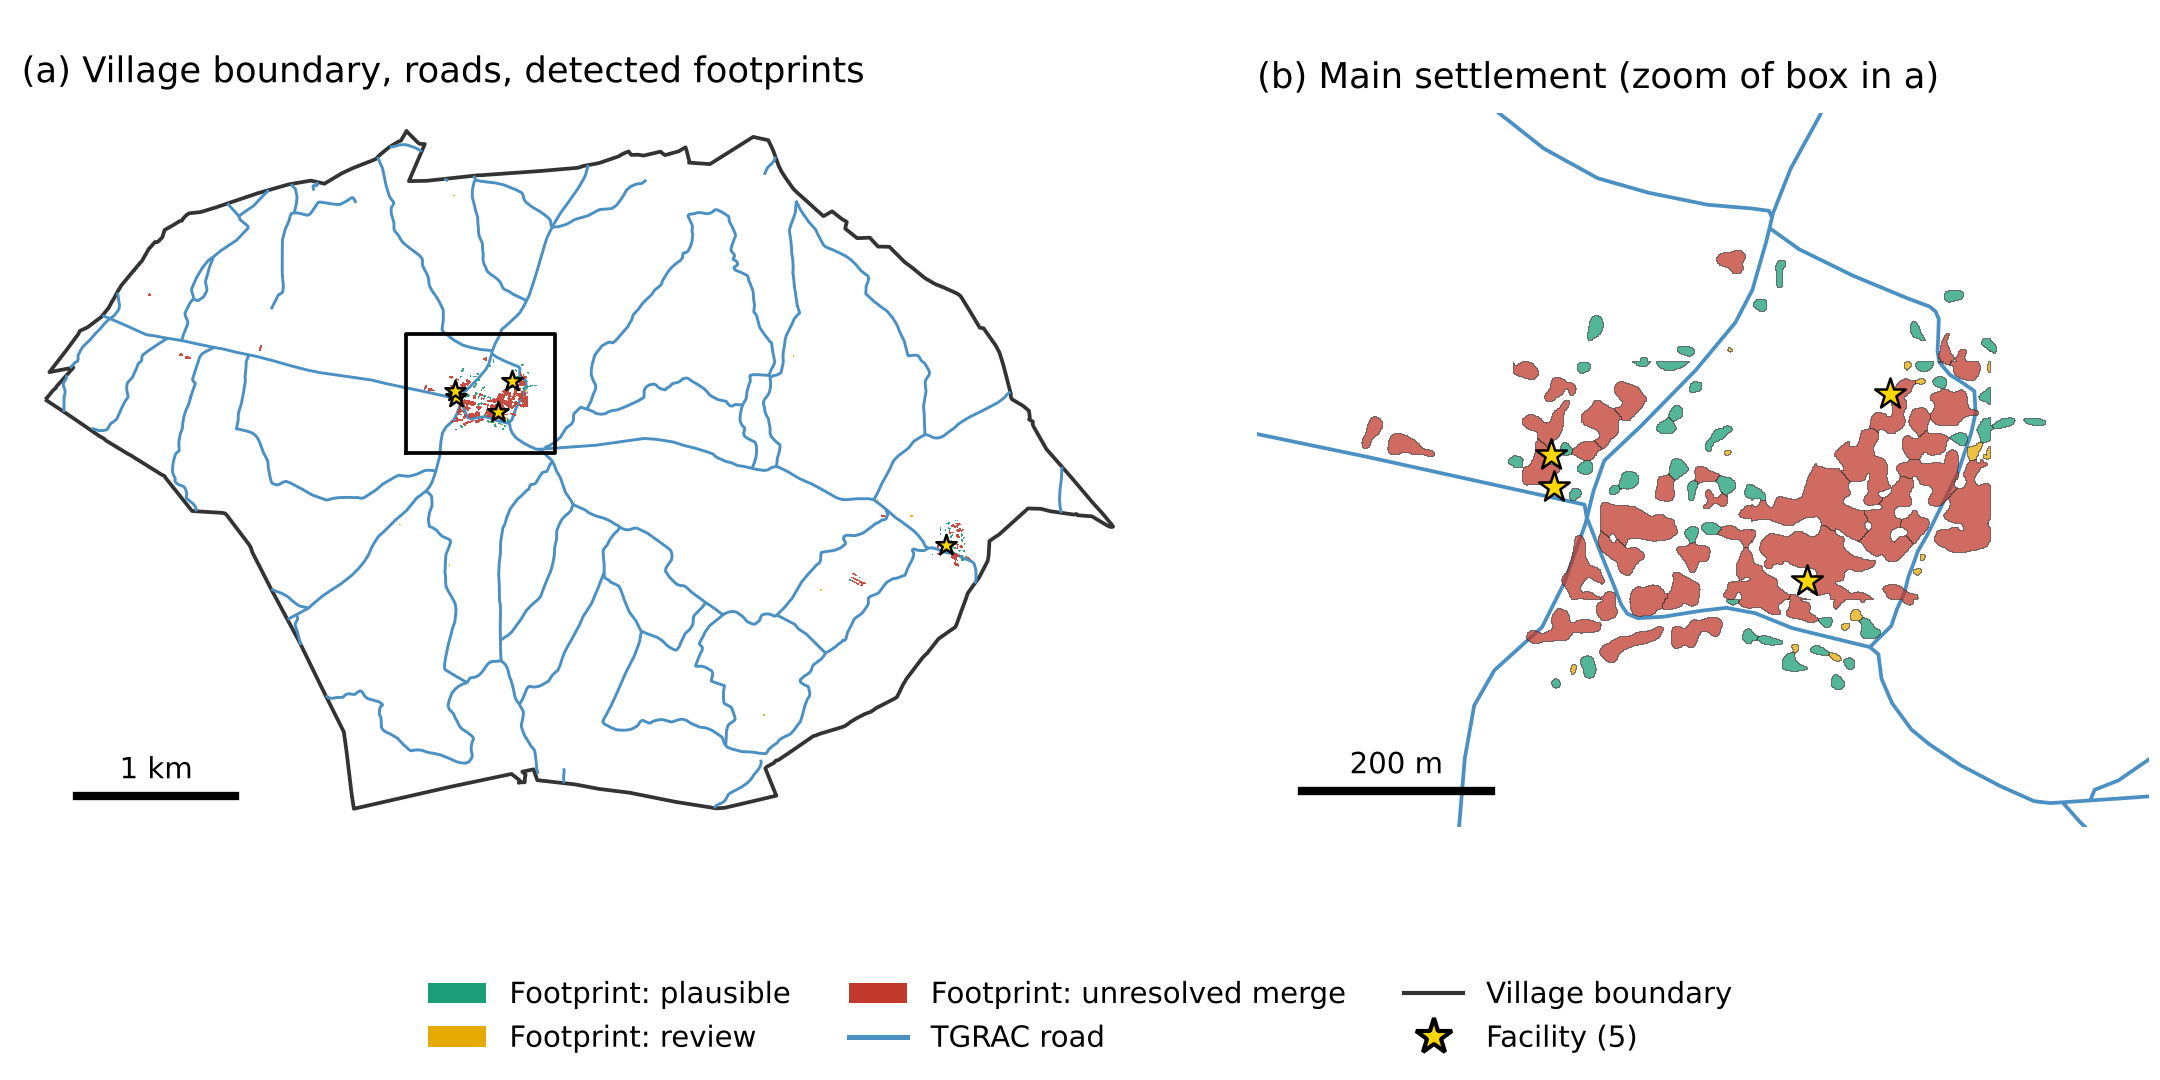 (a) Village boundary, roads, detected footprints
(b) Main settlement (zoom of box in a)
1 km
200 m
Footprint: plausible
Footprint: review
Footprint: unresolved merge
TGRAC road
Village boundary
Facility (5)